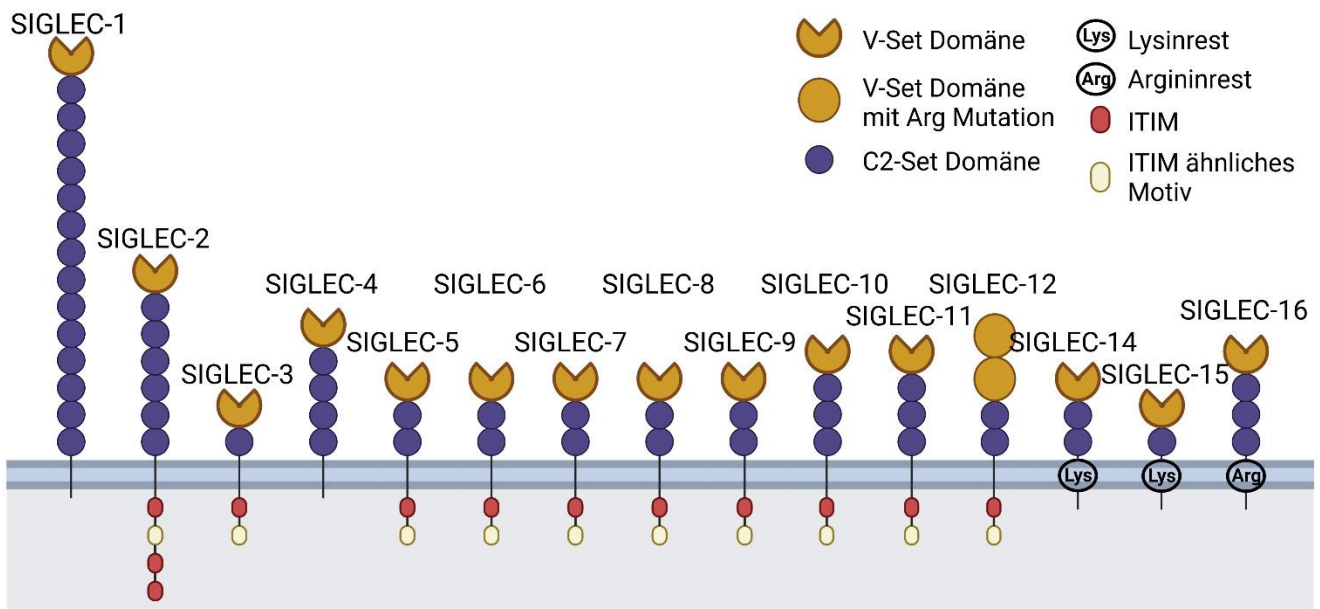 SIGLEC-1
V-Set Domäne
V-Set Domäne
mit Arg Mutation
C2-Set Domäne
Lys
Lysinrest
Arg
Argininrest
ITIM
ITIM ähnliches
Motiv
SIGLEC-2
SIGLEC-3
SIGLEC-4
SIGLEC-5
SIGLEC-6
SIGLEC-7
SIGLEC-8
SIGLEC-9
SIGLEC-10
SIGLEC-11
SIGLEC-12
SIGLEC-14
SIGLEC-15
SIGLEC-16
Lys
Lys
Arg